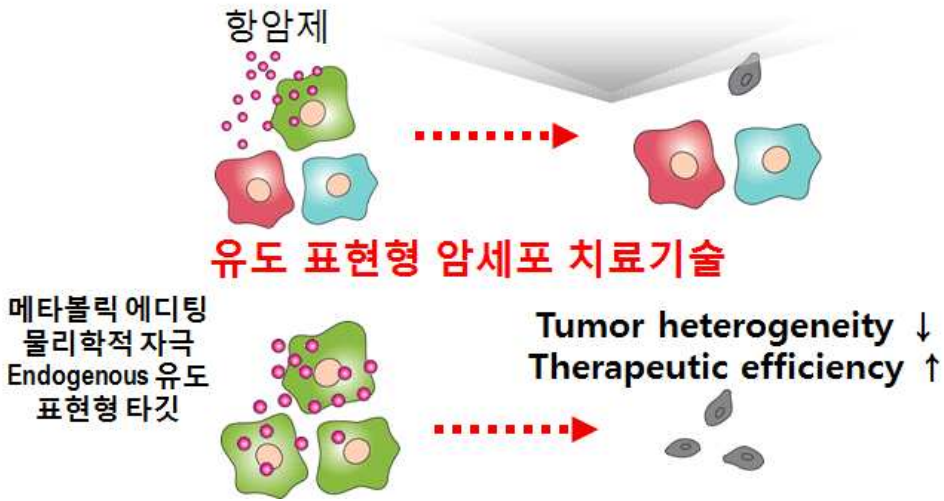 항암제
유도 표현형 암세포 치료기술
메타볼릭 에디팅
물리학적 자극
Endogenous 유도
표현형 타깃
Tumor heterogeneity ↓
Therapeutic efficiency ↑